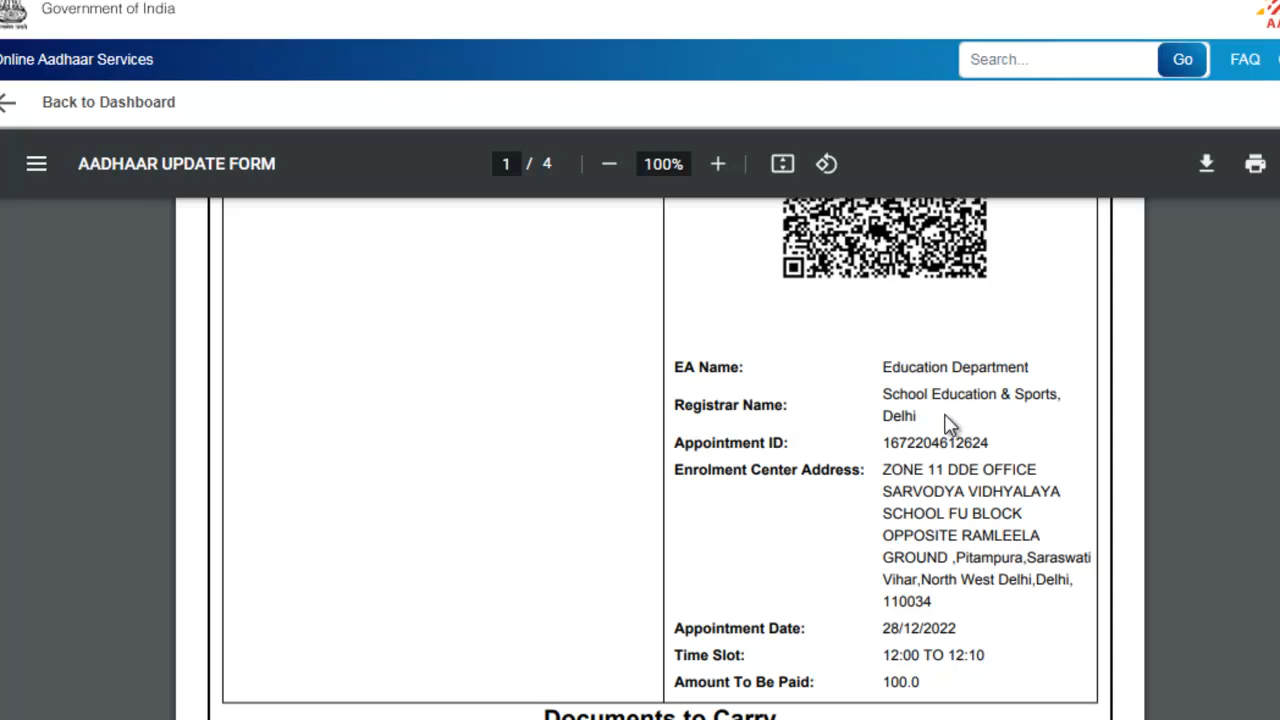 Government of India
Online Aadhaar Services
Search...
Go
FAQ
Back to Dashboard
AADHAAR UPDATE FORM
1 / 4
100%
EA Name: Education Department
Registrar Name: School Education & Sports,
Delhi
Appointment ID: 1672204612624
Enrolment Center Address: ZONE 11 DDE OFFICE
SARVODYA VIDHYALAYA
SCHOOL FU BLOCK
OPPOSITE RAMLEELA
GROUND ,Pitampura,Saraswati
Vihar,North West Delhi,Delhi,
110034
Appointment Date: 28/12/2022
Time Slot: 12:00 TO 12:10
Amount To Be Paid: 100.0
Documents to Carry